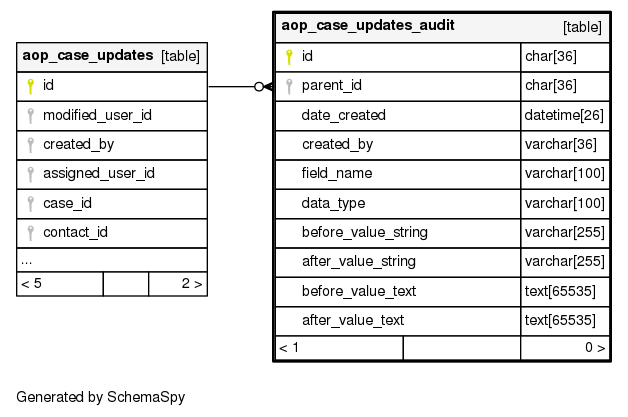 aop_case_updates [table]
id
modified_user_id
created_by
assigned_user_id
case_id
contact_id
...
< 5 2 >
aop_case_updates_audit [table]
id char[36]
parent_id char[36]
date_created datetime[26]
created_by varchar[36]
field_name varchar[100]
data_type varchar[100]
before_value_string varchar[255]
after_value_string varchar[255]
before_value_text text[65535]
after_value_text text[65535]
< 1 0 >
Generated by SchemaSpy